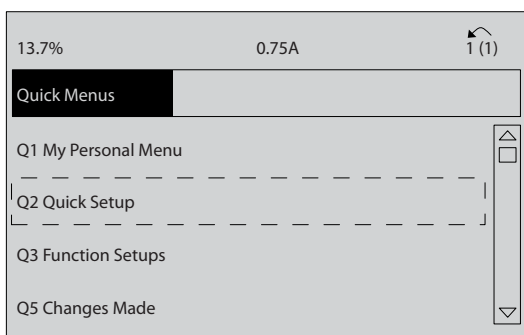 13.7% 0.75A 1 (1)
Quick Menus
Q1 My Personal Menu
Q2 Quick Setup
Q3 Function Setups
Q5 Changes Made